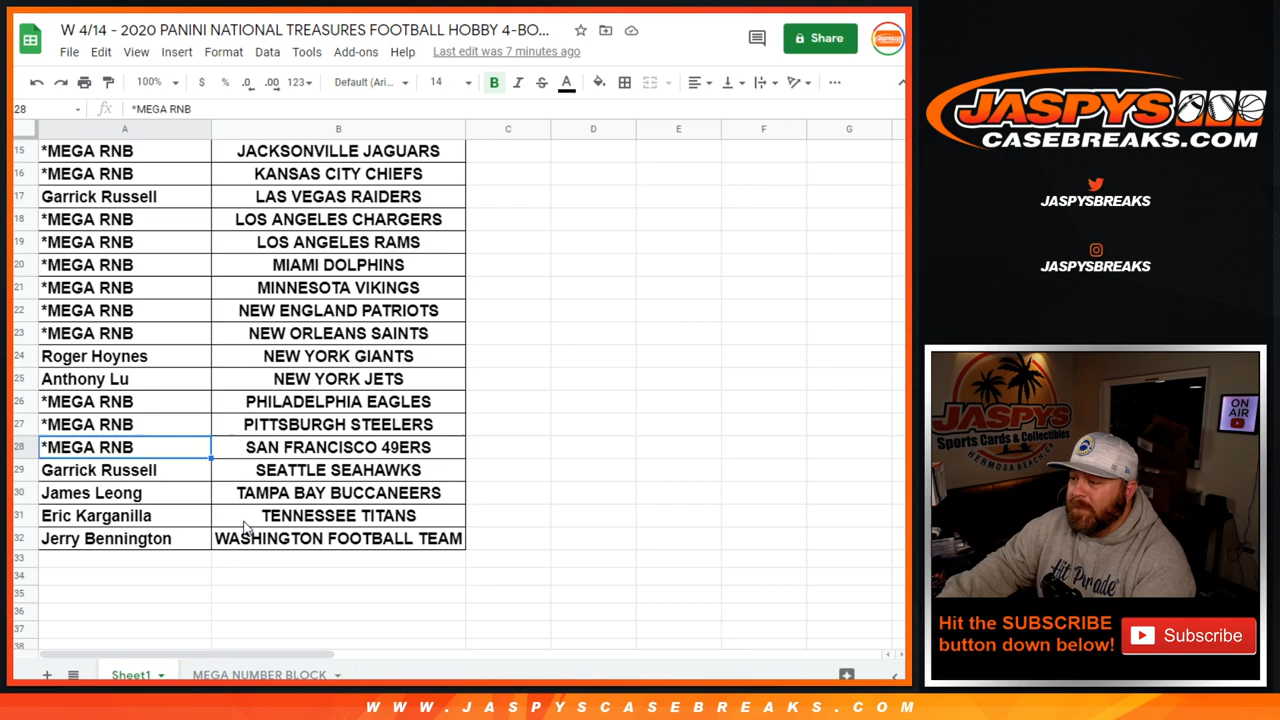 W 4/14 - 2020 PANINI NATIONAL TREASURES FOOTBALL HOBBY 4-BO...
File Edit View Insert Format Data Tools Add-ons Help Last edit was 7 minutes ago
Share
100% $ % .0 .00 123 Default (Ari... 14 B I S A
28 fx *MEGA RNB
A B C D E F G
15 *MEGA RNB JACKSONVILLE JAGUARS
16 *MEGA RNB KANSAS CITY CHIEFS
17 Garrick Russell LAS VEGAS RAIDERS
18 *MEGA RNB LOS ANGELES CHARGERS
19 *MEGA RNB LOS ANGELES RAMS
20 *MEGA RNB MIAMI DOLPHINS
21 *MEGA RNB MINNESOTA VIKINGS
22 *MEGA RNB NEW ENGLAND PATRIOTS
23 *MEGA RNB NEW ORLEANS SAINTS
24 Roger Hoynes NEW YORK GIANTS
25 Anthony Lu NEW YORK JETS
26 *MEGA RNB PHILADELPHIA EAGLES
27 *MEGA RNB PITTSBURGH STEELERS
28 *MEGA RNB SAN FRANCISCO 49ERS
29 Garrick Russell SEATTLE SEAHAWKS
30 James Leong TAMPA BAY BUCCANEERS
31 Eric Karganilla TENNESSEE TITANS
32 Jerry Bennington WASHINGTON FOOTBALL TEAM
33
34
35
36
37
38
Sheet1 MEGA NUMBER BLOCK
JASPYS
CASEBREAKS.COM
JASPYSBREAKS
JASPYSBREAKS
JASPYS
Sports Cards & Collectibles
HERMOSA BEACH, CA.
ON
AIR
Hit Parade
Hit the SUBSCRIBE
button down below!
Subscribe
WWW.JASPYSCASEBREAKS.COM